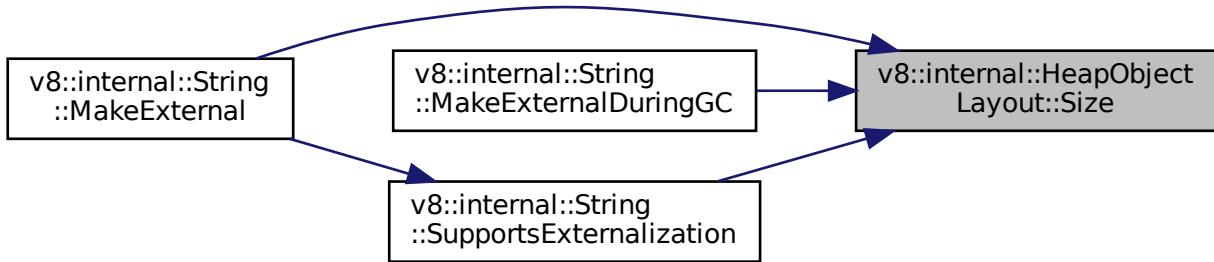 v8::internal::String
::MakeExternal
v8::internal::String
::MakeExternalDuringGC
v8::internal::HeapObject
Layout::Size
v8::internal::String
::SupportsExternalization